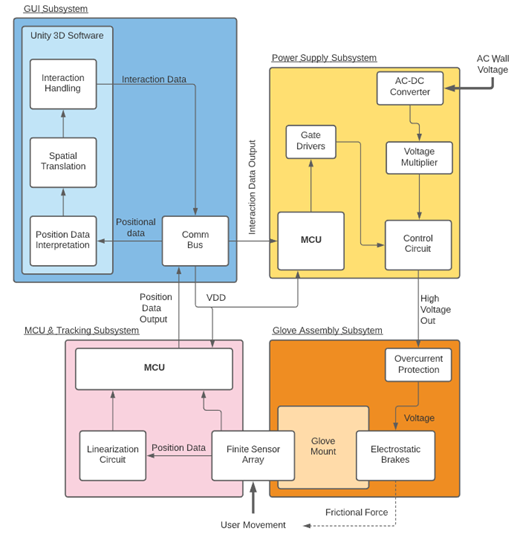 GUI Subsystem
Unity 3D Software
Interaction
Handling
Interaction Data
Spatial
Translation
Position Data
Interpretation
Positional
data
Comm
Bus
Interaction Data Output
Power Supply Subsystem
AC-DC
Converter
AC Wall
Voltage
Gate
Drivers
Voltage
Multiplier
MCU
Control
Circuit
Position
Data
Output
VDD
High
Voltage
Out
MCU & Tracking Subsystem
MCU
Linearization
Circuit
Position Data
Finite Sensor
Array
User Movement
Glove Assembly Subsytem
Overcurrent
Protection
Voltage
Glove
Mount
Electrostatic
Brakes
Frictional Force